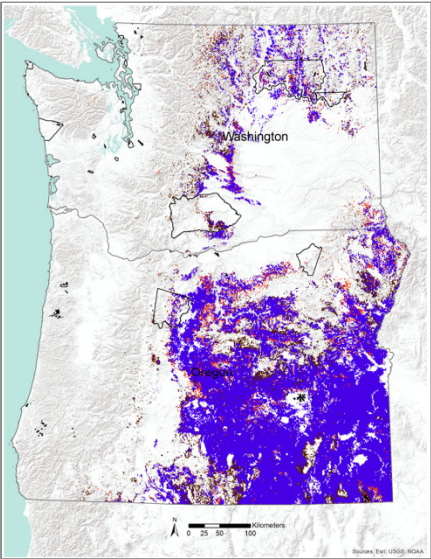 Washington
Oregon
N
Kilometers
0 25 50 100
Sources: Esri, USGS, NOAA